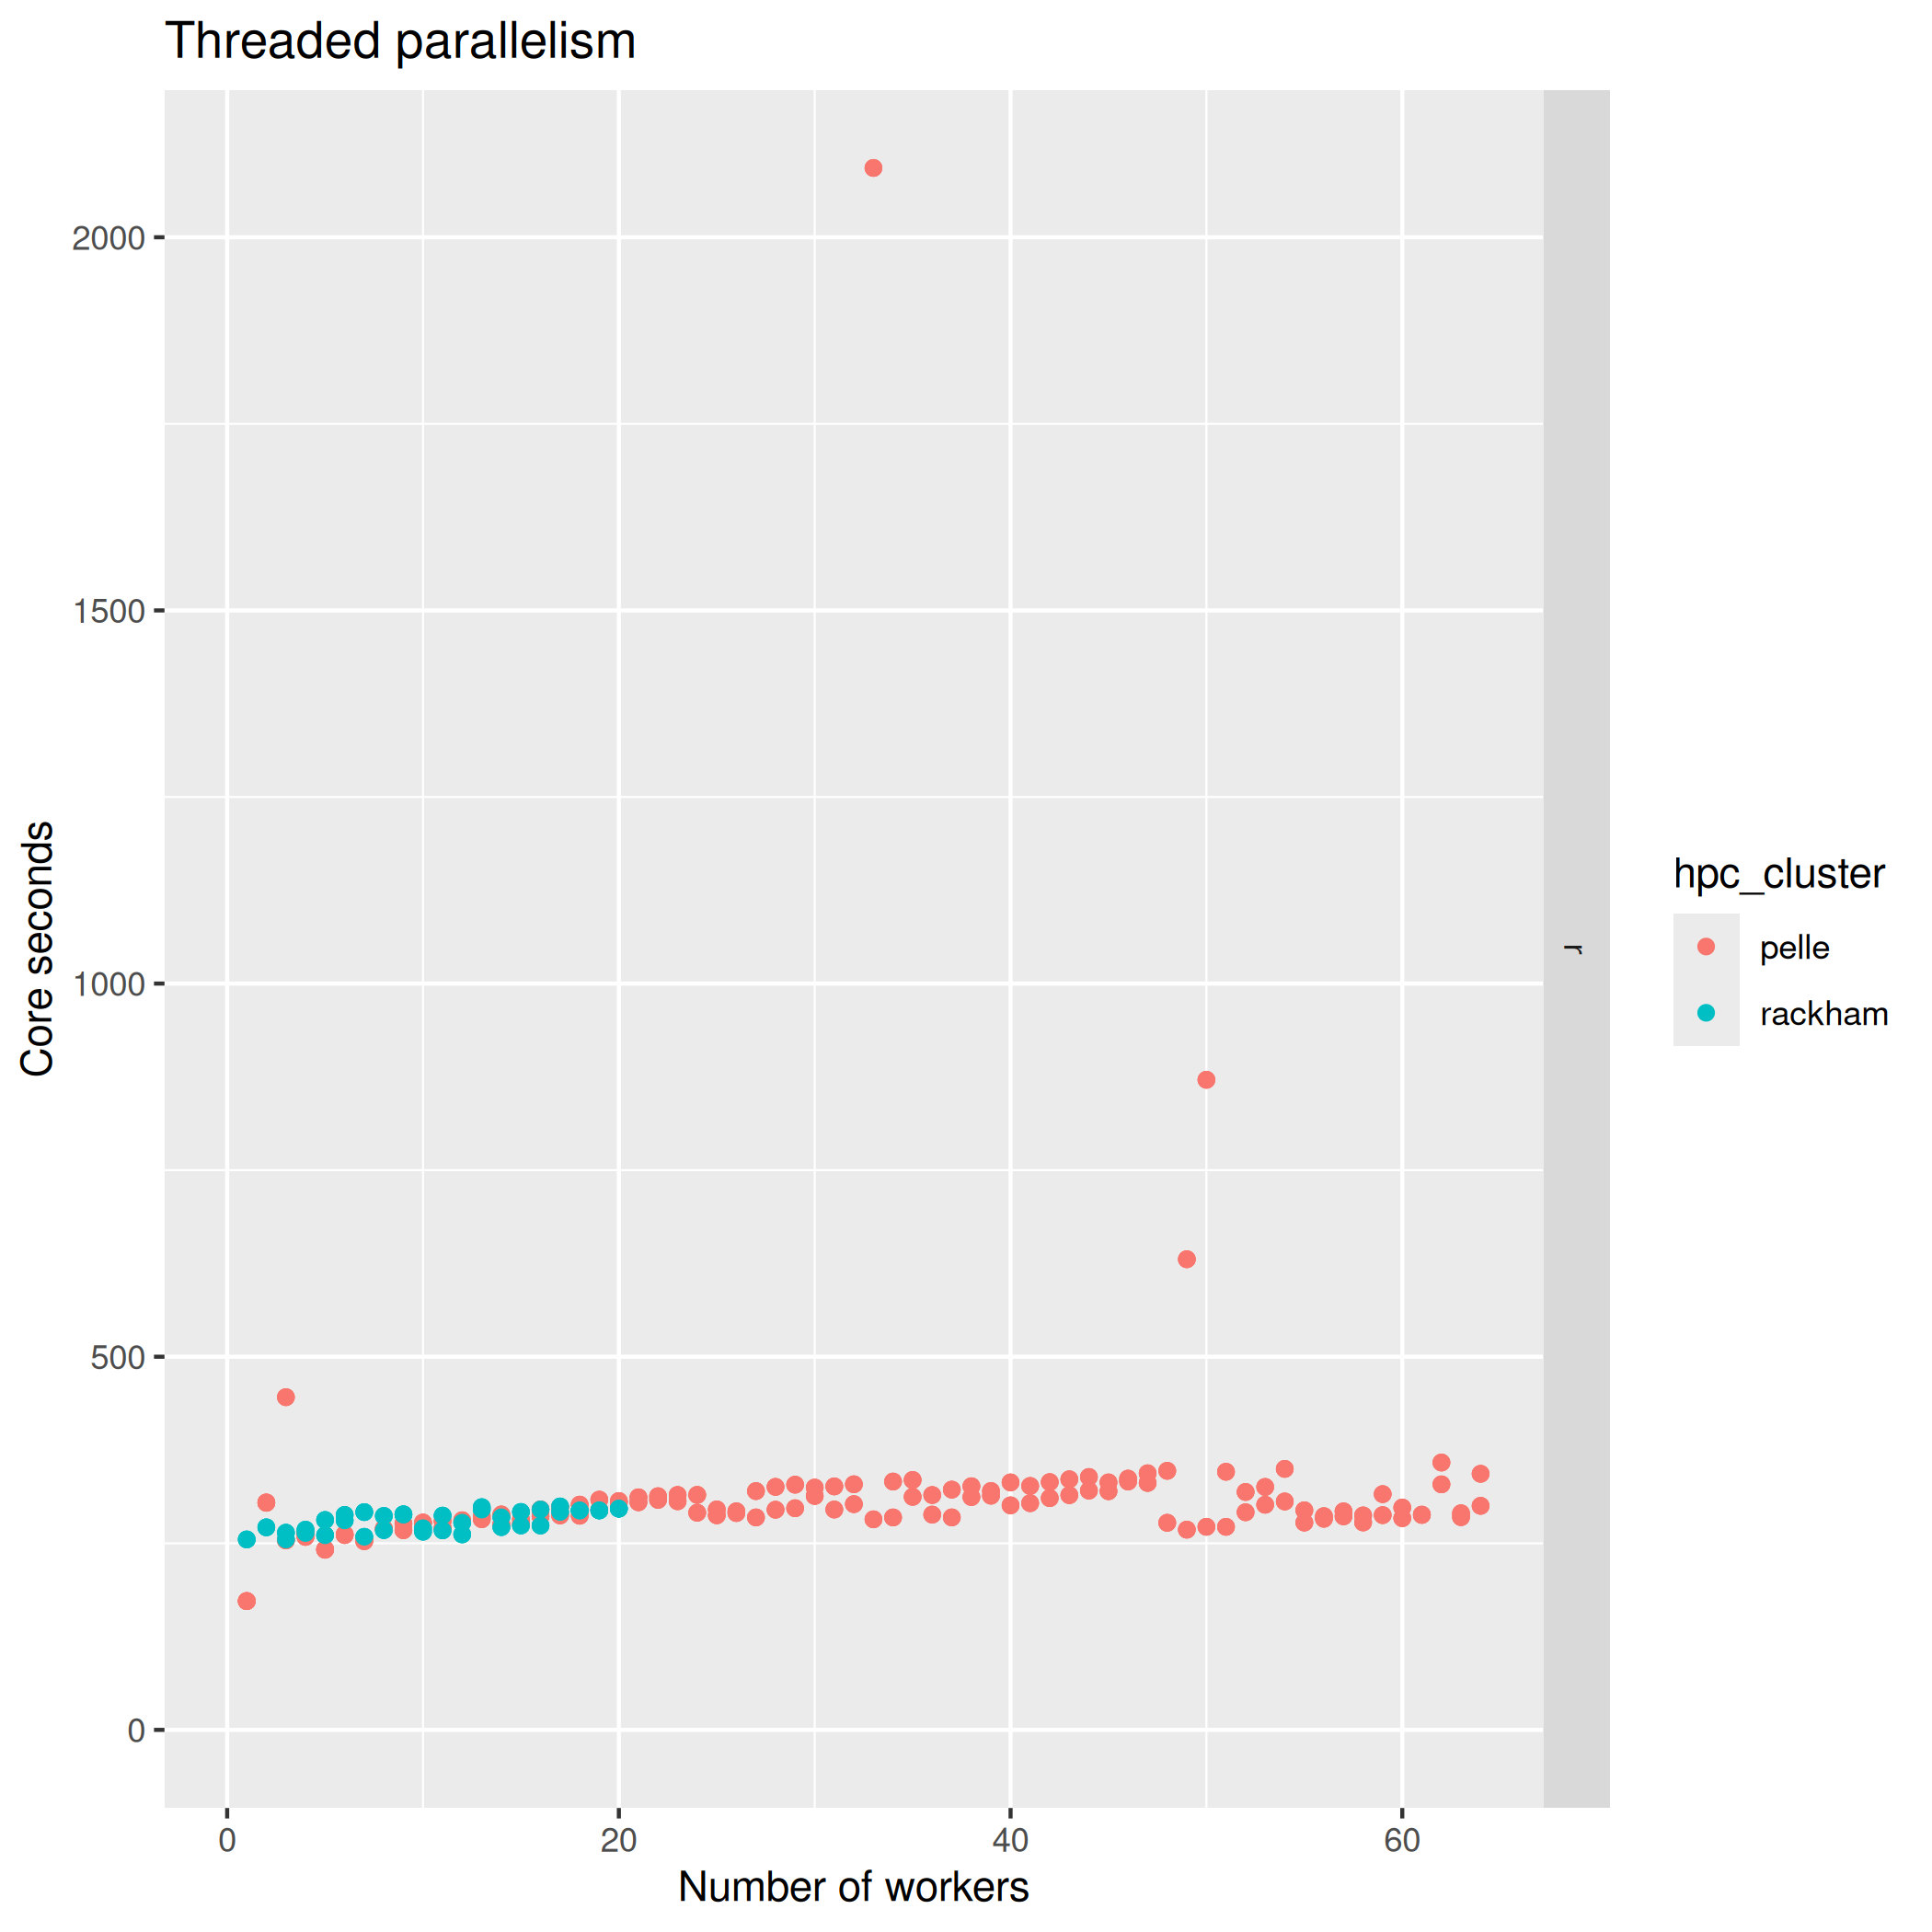 Threaded parallelism
Core seconds
2000
1500
1000
500
0
0 20 40 60
Number of workers
r
hpc_cluster
pelle
rackham